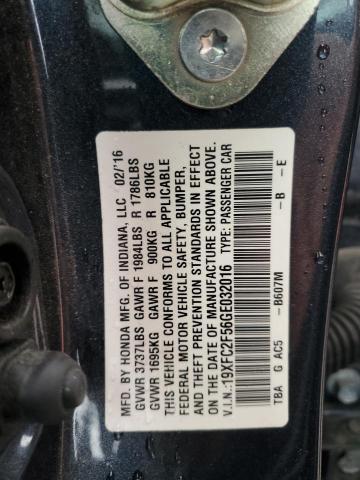 MFD. BY HONDA MFG. OF INDIANA, LLC 02/'16
GVWR 3737LBS GAWR F 1984LBS R 1786LBS
GVWR 1695KG GAWR F 900KG R 810KG
THIS VEHICLE CONFORMS TO ALL APPLICABLE
FEDERAL MOTOR VEHICLE SAFETY, BUMPER,
AND THEFT PREVENTION STANDARDS IN EFFECT
ON THE DATE OF MANUFACTURE SHOWN ABOVE.
V.I.N.:19XFC2F56GE032016 TYPE: PASSENGER CAR
TBA G AC5 -B607M -B -E